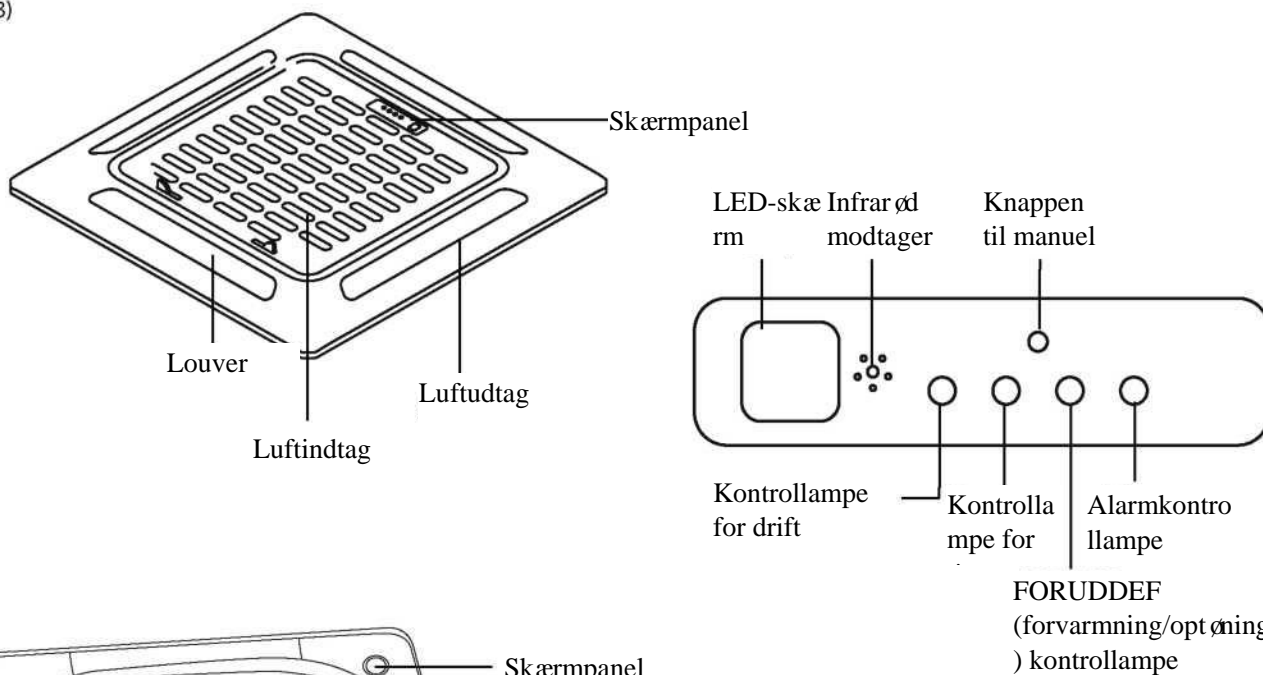 3)
Skærmpanel
Louver
Luftudtag
Luftindtag
LED-skæ
rm
Infrarød
modtager
Knappen
til manuel
Kontrollampe
for drift
Kontrolla
mpe for
Alarmkontro
llampe
FORUDDEF
(forvarmning/optøning
) kontrollampe
Skærmpanel